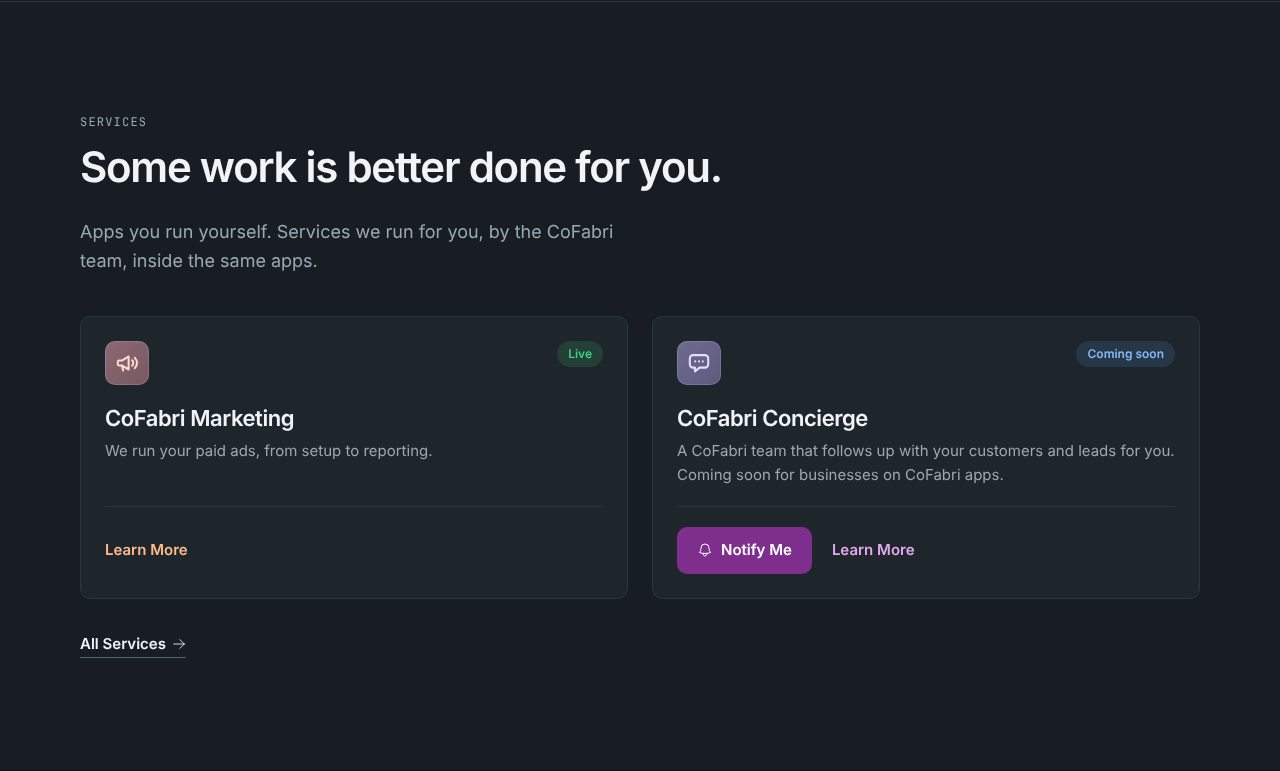 SERVICES
Some work is better done for you.
Apps you run yourself. Services we run for you, by the CoFabri
team, inside the same apps.
Live
CoFabri Marketing
We run your paid ads, from setup to reporting.
Learn More
Coming soon
CoFabri Concierge
A CoFabri team that follows up with your customers and leads for you.
Coming soon for businesses on CoFabri apps.
Notify Me
Learn More
All Services